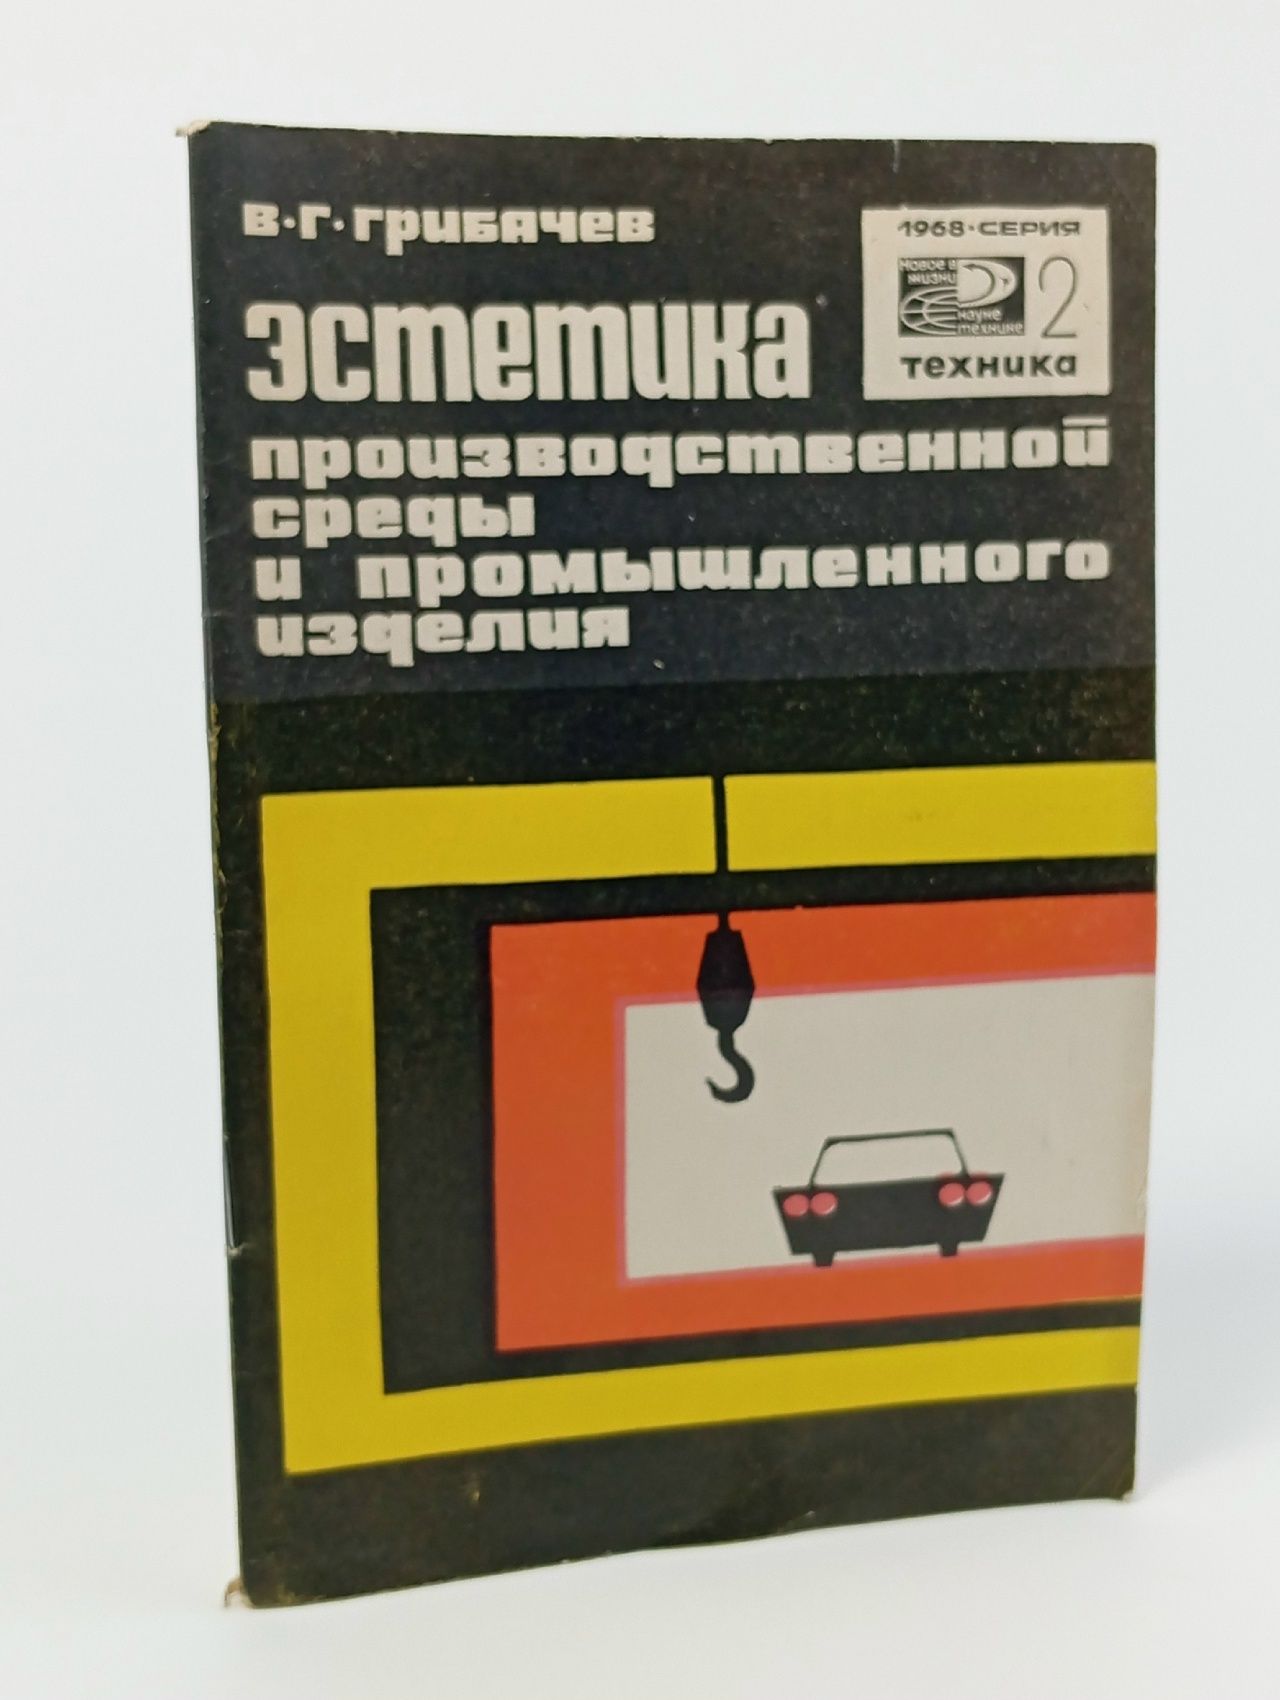 В·Г·Грибачев
1968·СЕРИЯ
Новое в
жизни
науке
технике
2
техника
Эстетика
производственной
среды
и промышленного
изделия